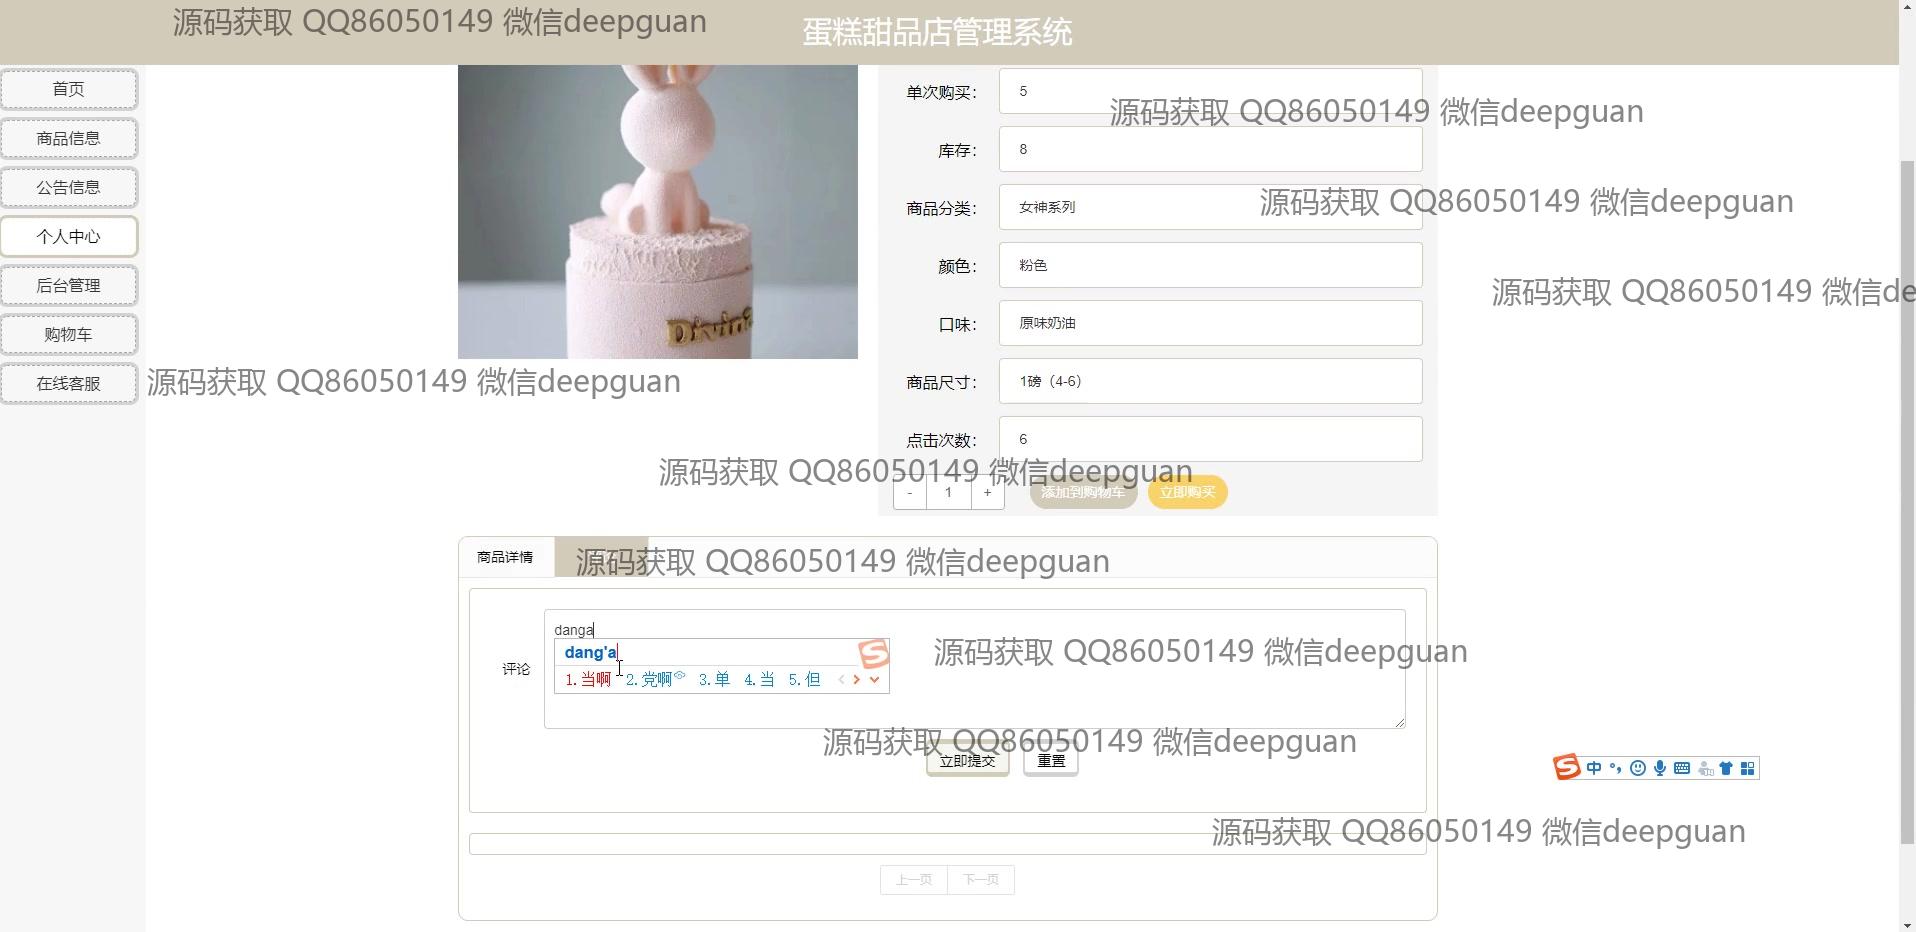 源码获取 QQ86050149 微信deepguan
蛋糕甜品店管理系统
首页
商品信息
公告信息
个人中心
后台管理
购物车
在线客服
单次购买: 5
源码获取 QQ86050149 微信deepguan
库存: 8
商品分类: 女神系列
源码获取 QQ86050149 微信deepguan
颜色: 粉色
源码获取 QQ86050149 微信de
口味: 原味奶油
商品尺寸: 1磅（4-6）
源码获取 QQ86050149 微信deepguan
点击次数: 6
源码获取 QQ86050149 微信deepguan
- 1 + 添加到购物车 立即购买
商品详情
源码获取 QQ86050149 微信deepguan
评论
danga
dang'a
1.当啊 2.党啊 3.单 4.当 5.但
源码获取 QQ86050149 微信deepguan
源码获取 QQ86050149 微信deepguan
立即提交 重置
中
源码获取 QQ86050149 微信deepguan
上一页 下一页